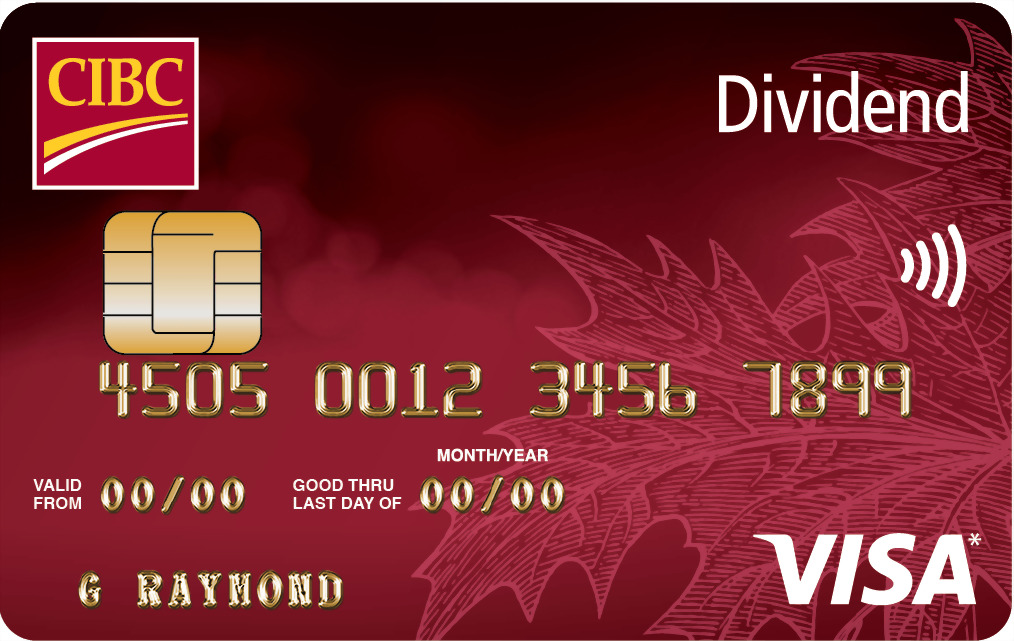 CIBC
Dividend
4505 0012 3456 7899
MONTH/YEAR
VALID FROM 00/00 GOOD THRU LAST DAY OF 00/00
G RAYMOND
VISA*